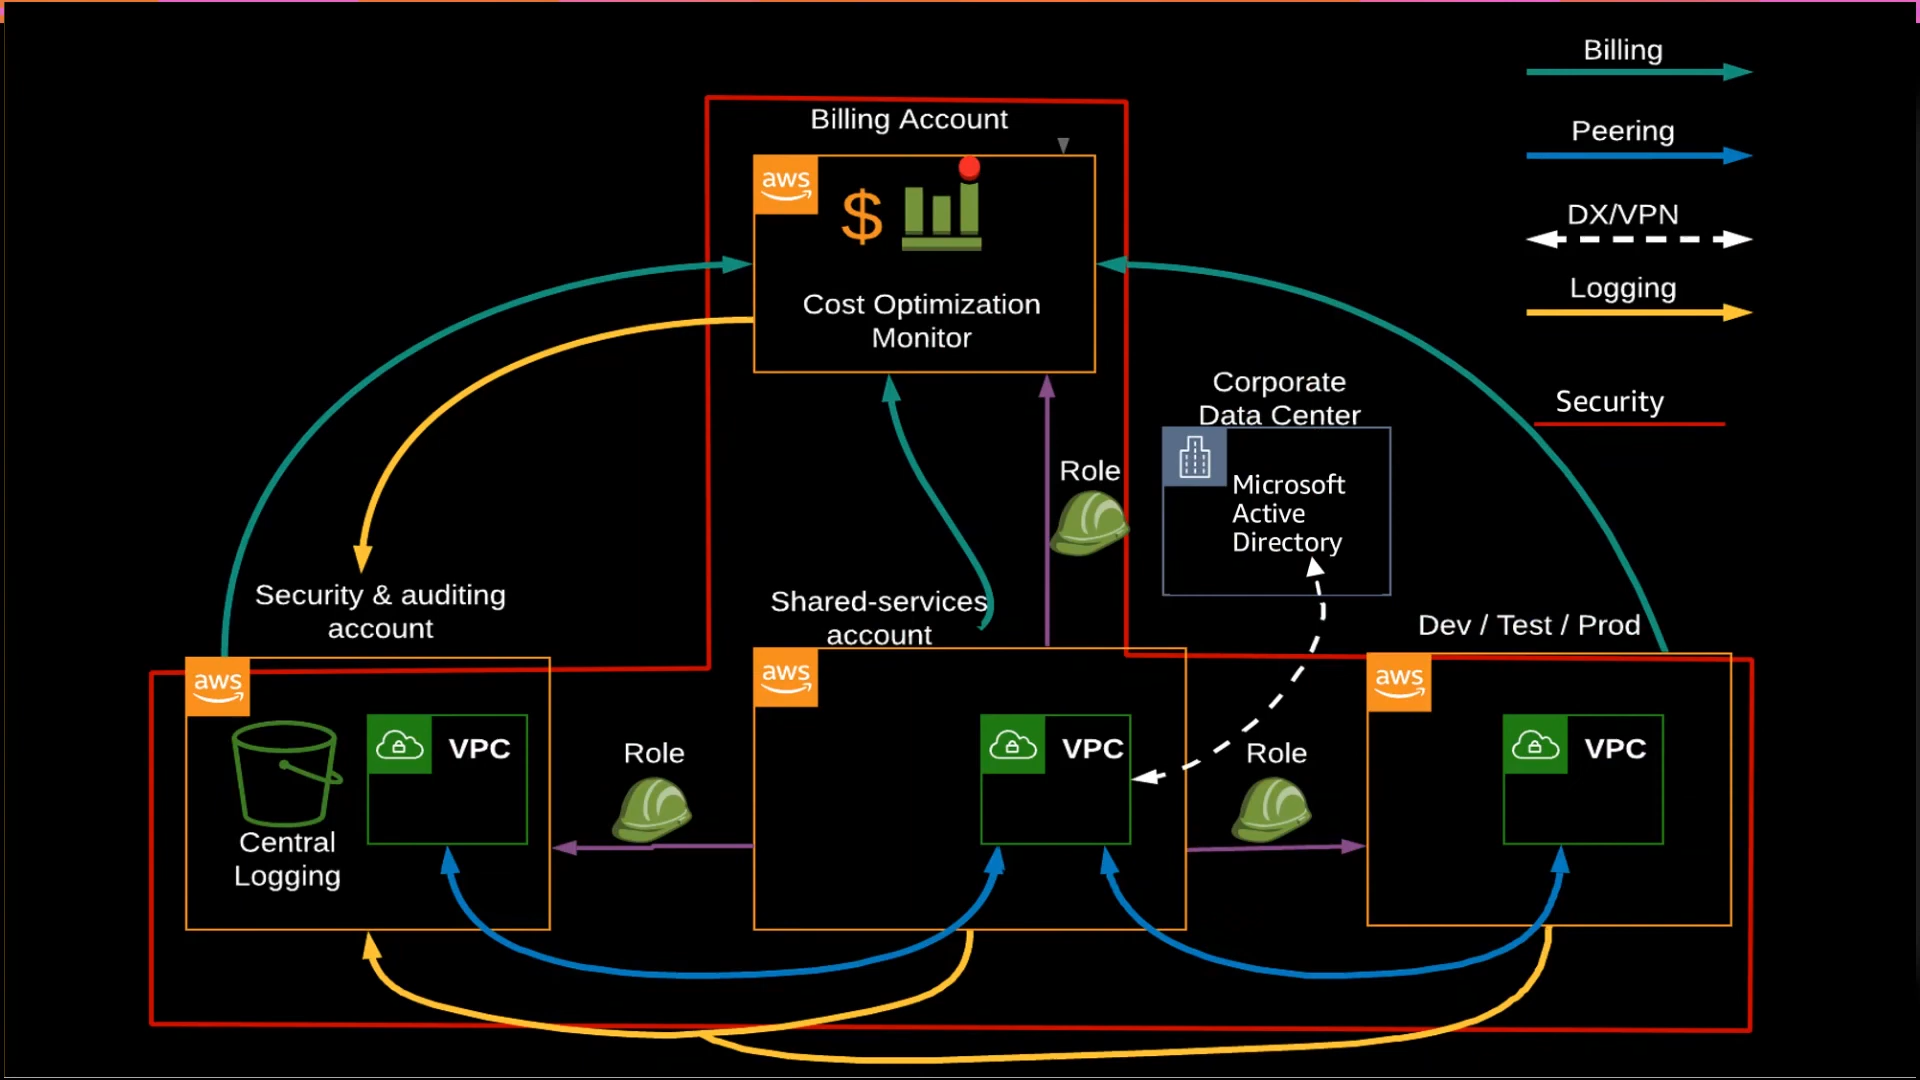 Billing
Peering
DX/VPN
Logging
Security
Billing Account
aws
$
Cost Optimization
Monitor
Corporate
Data Center
Microsoft
Active
Directory
Role
Security & auditing
account
Shared-services
account
Dev / Test / Prod
aws
VPC
Central
Logging
Role
aws
VPC
Role
aws
VPC